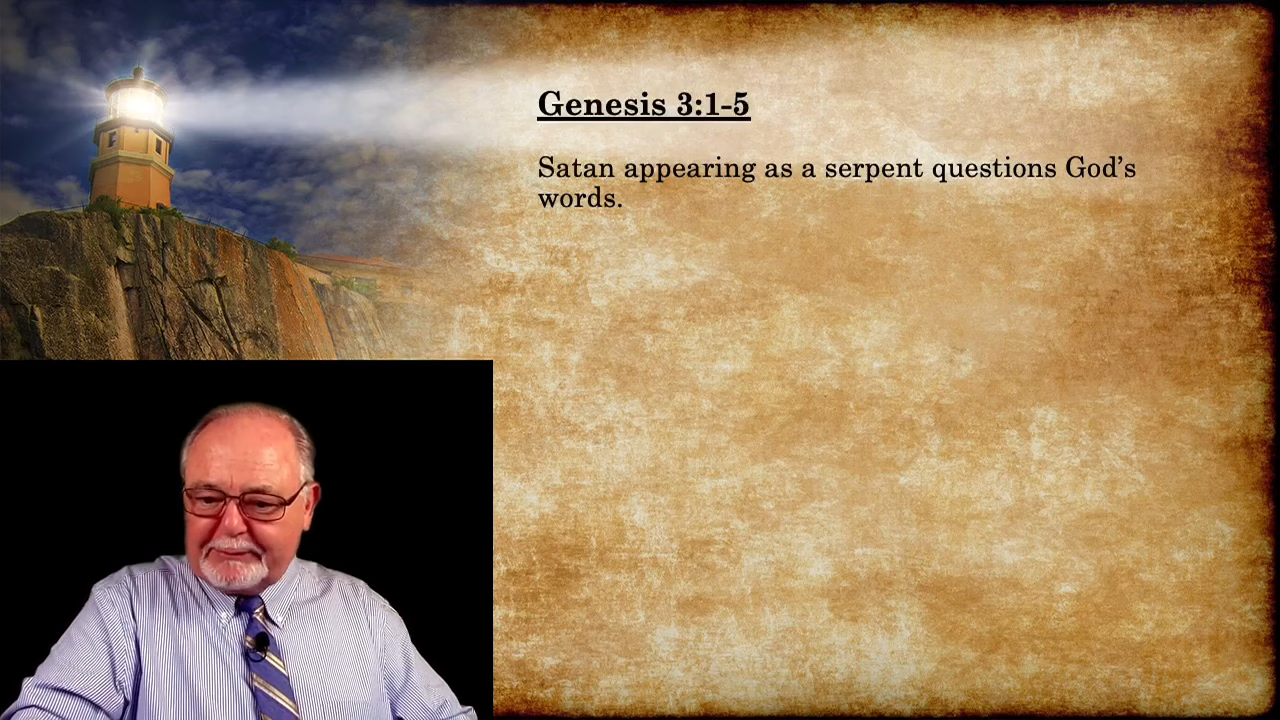 Genesis 3:1-5
Satan appearing as a serpent questions God’s
words.